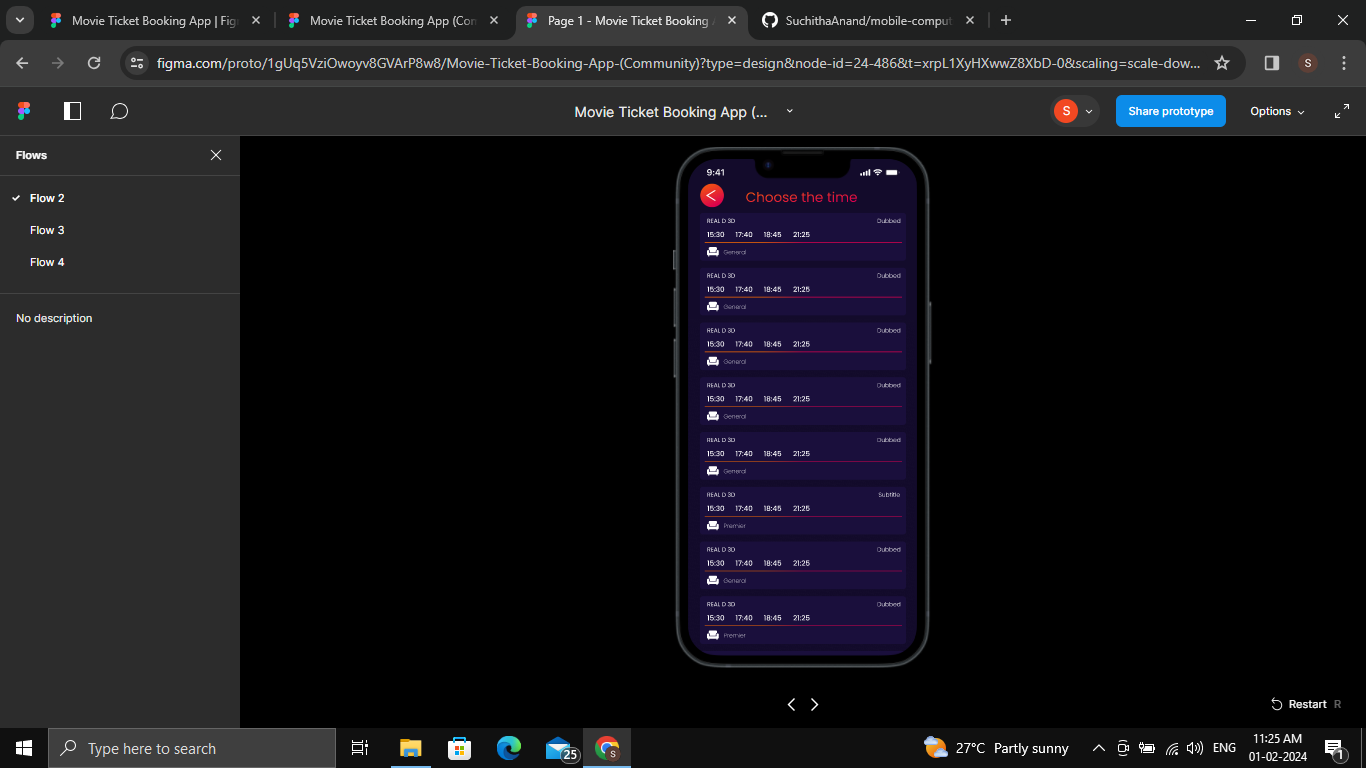 Movie Ticket Booking App | Fig
Movie Ticket Booking App (Con
Page 1 - Movie Ticket Booking
SuchithaAnand/mobile-comput
figma.com/proto/1gUq5VziOwoyv8GVArP8w8/Movie-Ticket-Booking-App-(Community)?type=design&node-id=24-486&t=xrpL1XyHXwwZ8XbD-0&scaling=scale-dow...
S
Movie Ticket Booking App (...
S
Share prototype
Options
Flows
Flow 2
Flow 3
Flow 4
No description
9:41
Choose the time
REAL D 3D Dubbed
15:30 17:40 18:45 21:25
General
REAL D 3D Dubbed
15:30 17:40 18:45 21:25
General
REAL D 3D Dubbed
15:30 17:40 18:45 21:25
General
REAL D 3D Dubbed
15:30 17:40 18:45 21:25
General
REAL D 3D Dubbed
15:30 17:40 18:45 21:25
General
REAL D 3D Subtitle
15:30 17:40 18:45 21:25
Premier
REAL D 3D Dubbed
15:30 17:40 18:45 21:25
General
REAL D 3D Dubbed
15:30 17:40 18:45 21:25
Premier
Restart R
Type here to search
25
S
27°C Partly sunny
ENG
11:25 AM
01-02-2024
1